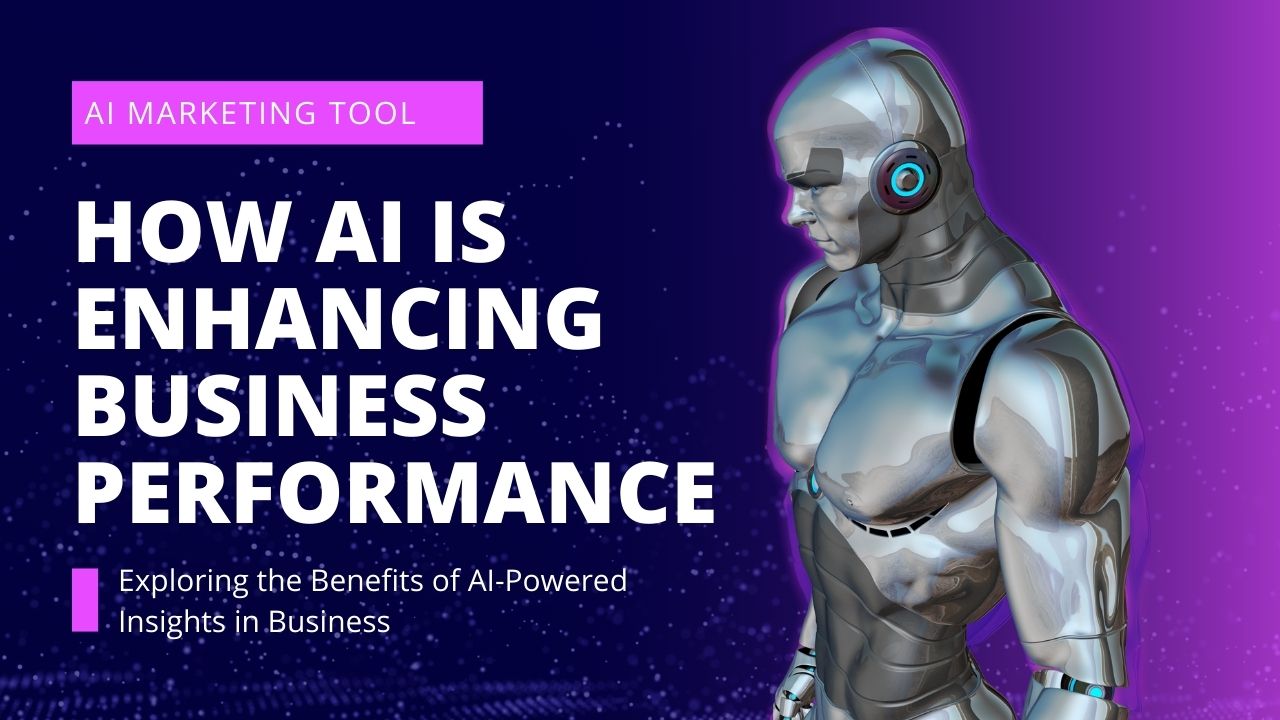 AI MARKETING TOOL
HOW AI IS
ENHANCING
BUSINESS
PERFORMANCE
Exploring the Benefits of AI-Powered
Insights in Business